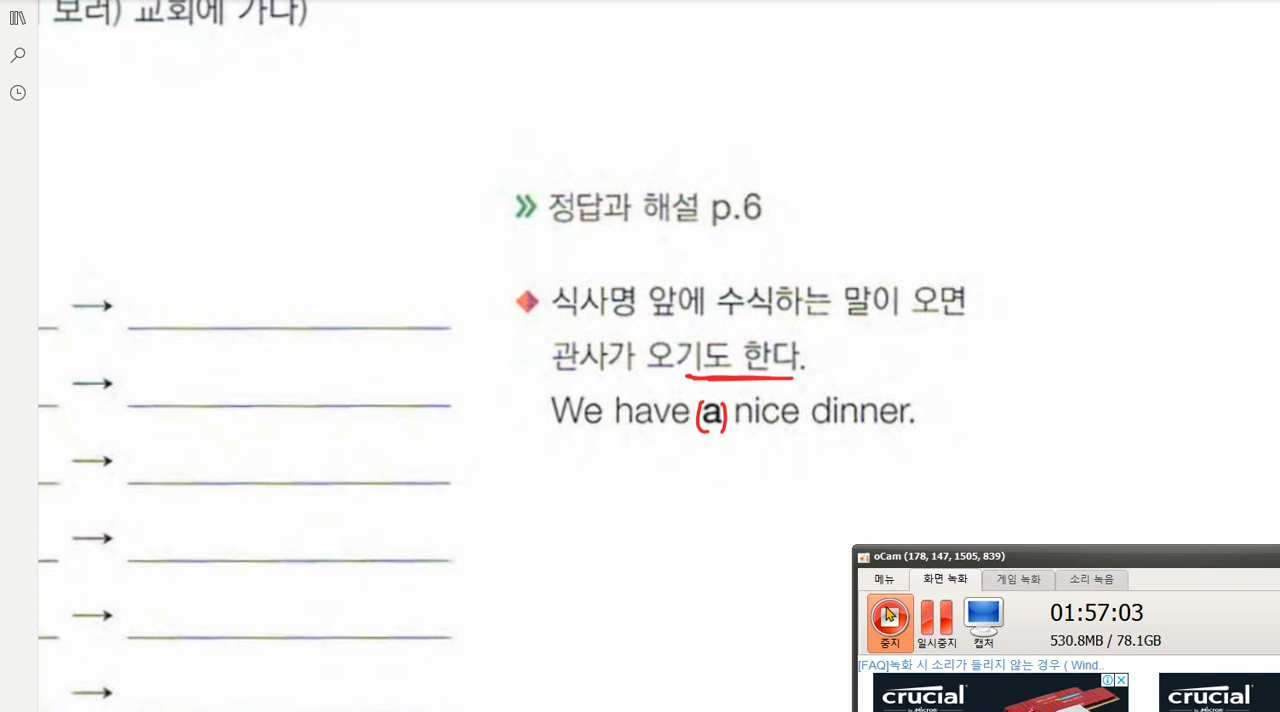 보러) 교회에 가다)
정답과 해설 p.6
식사명 앞에 수식하는 말이 오면
관사가 오기도 한다.
We have (a) nice dinner.
oCam (178, 147, 1505, 839)
메뉴 화면 녹화 게임 녹화 소리 녹음
01:57:03
530.8MB / 78.1GB
중지 일시중지 캡처
[FAQ]녹화 시 소리가 들리지 않는 경우 ( Wind..
crucial crucial
by Micron by Micron